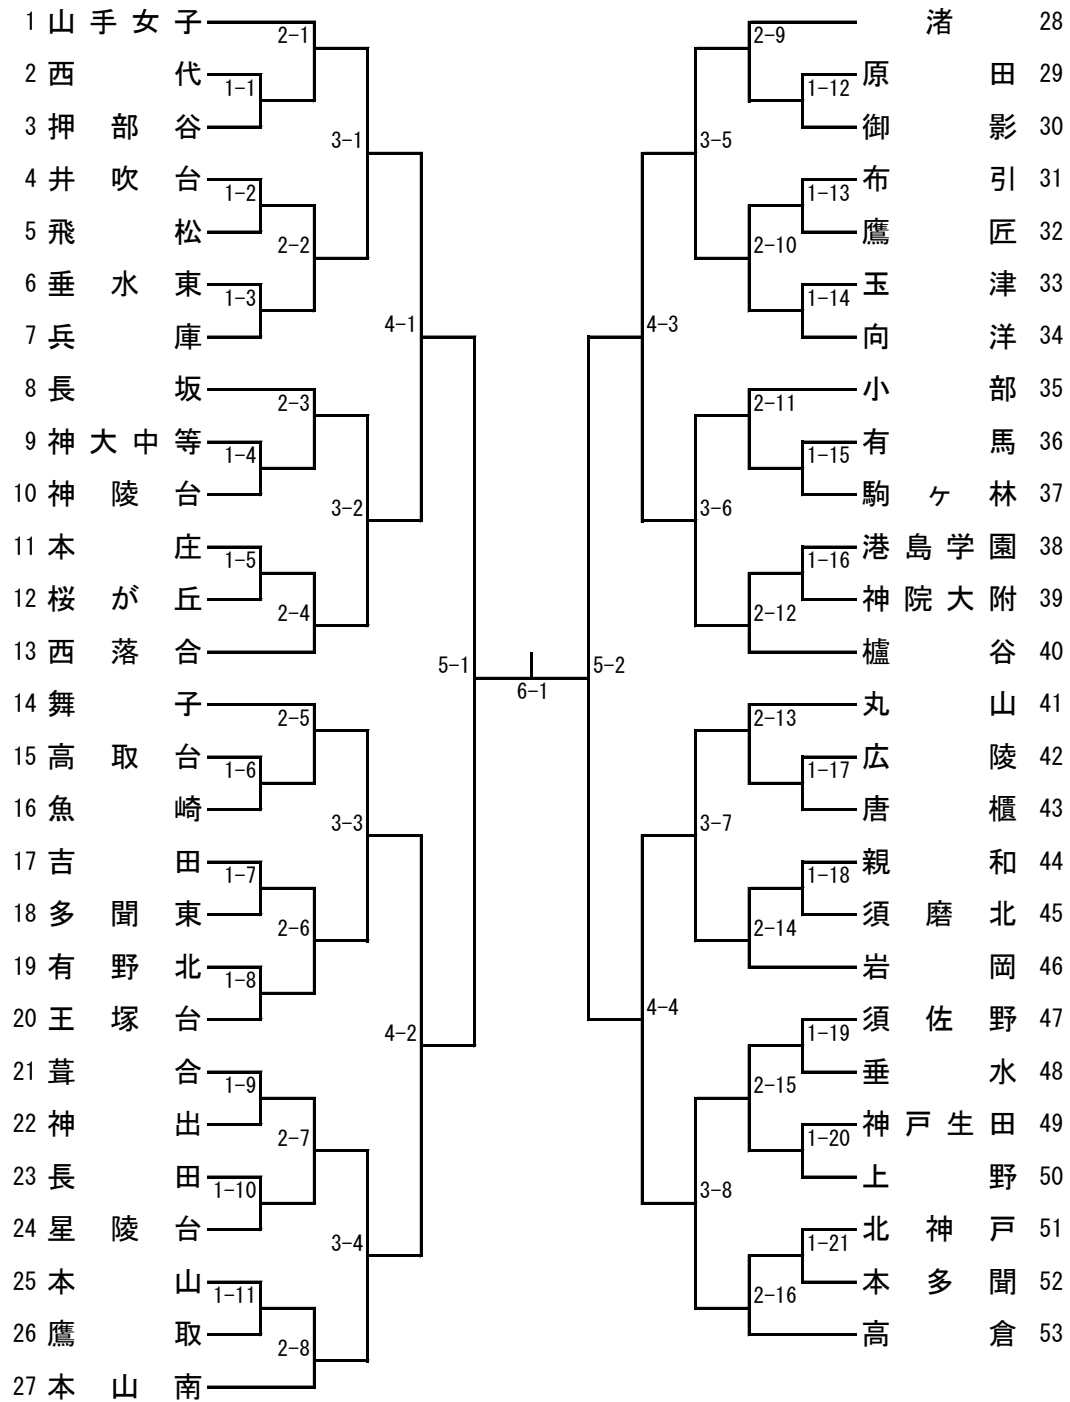 1 山手女子
2-1
2 西代
1-1
3 押部谷
3-1
4 井吹台
1-2
5 飛松
2-2
6 垂水東
1-3
7 兵庫
4-1
8 長坂
2-3
9 神大中等
1-4
10 神陵台
3-2
11 本庄
1-5
12 桜が丘
2-4
13 西落合
5-1
14 舞子
2-5
15 高取台
1-6
16 魚崎
3-3
17 吉田
1-7
18 多聞東
2-6
19 有野北
1-8
20 王塚台
4-2
21 葺合
1-9
22 神出
2-7
23 長田
1-10
24 星陵台
3-4
25 本山
1-11
26 鷹取
2-8
27 本山南
6-1
渚 28
2-9
原田 29
1-12
御影 30
3-5
布引 31
1-13
鷹匠 32
2-10
玉津 33
1-14
向洋 34
4-3
小部 35
2-11
有馬 36
1-15
駒ヶ林 37
3-6
港島学園 38
1-16
神院大附 39
2-12
櫨谷 40
5-2
丸山 41
2-13
広陵 42
1-17
唐櫃 43
3-7
親和 44
1-18
須磨北 45
2-14
岩岡 46
4-4
須佐野 47
1-19
垂水 48
2-15
神戸生田 49
1-20
上野 50
3-8
北神戸 51
1-21
本多聞 52
2-16
高倉 53